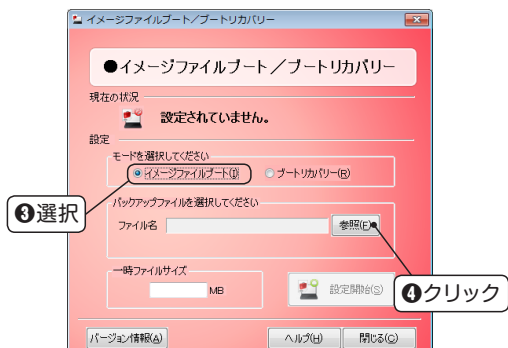 イメージファイルブート／ブートリカバリー
●イメージファイルブート／ブートリカバリー
現在の状況
設定されていません。
設定
モードを選択してください
イメージファイルブート(I)
ブートリカバリー(R)
❸選択
バックアップファイルを選択してください
ファイル名
参照(F)
一時ファイルサイズ
MB
設定開始(S)
❹クリック
バージョン情報(A)
ヘルプ(H)
閉じる(C)